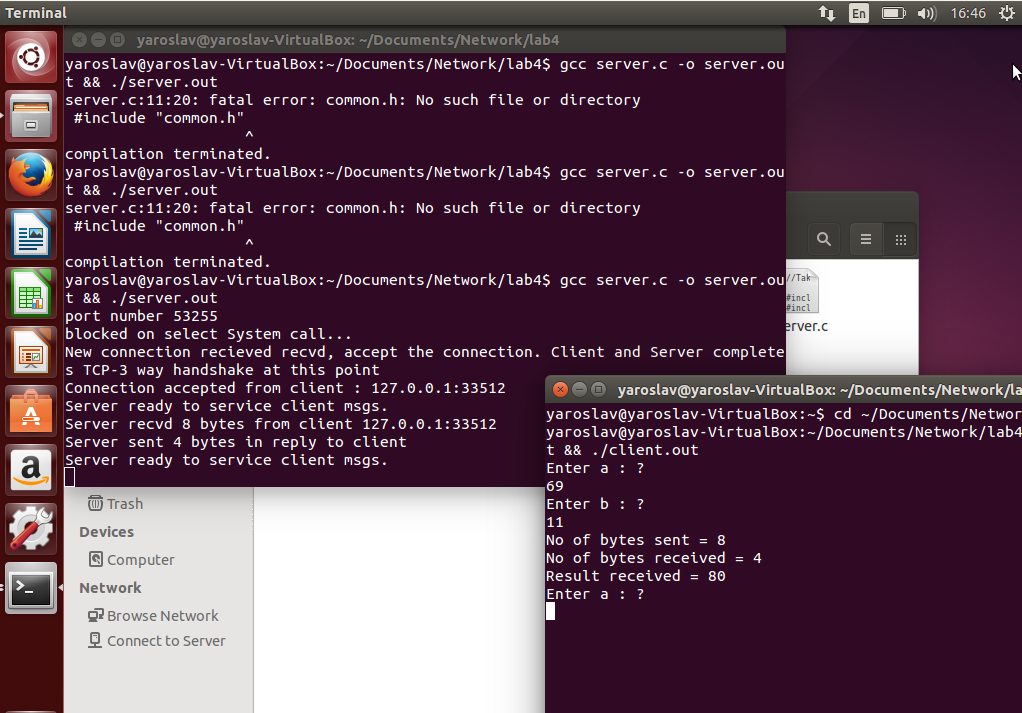 Terminal
En
16:46
yaroslav@yaroslav-VirtualBox: ~/Documents/Network/lab4
yaroslav@yaroslav-VirtualBox:~/Documents/Network/lab4$ gcc server.c -o server.ou
t && ./server.out
server.c:11:20: fatal error: common.h: No such file or directory
 #include "common.h"
                    ^
compilation terminated.
yaroslav@yaroslav-VirtualBox:~/Documents/Network/lab4$ gcc server.c -o server.ou
t && ./server.out
server.c:11:20: fatal error: common.h: No such file or directory
 #include "common.h"
                    ^
compilation terminated.
yaroslav@yaroslav-VirtualBox:~/Documents/Network/lab4$ gcc server.c -o server.ou
t && ./server.out
port number 53255
blocked on select System call...
New connection recieved recvd, accept the connection. Client and Server complete
s TCP-3 way handshake at this point
Connection accepted from client : 127.0.0.1:33512
Server ready to service client msgs.
Server recvd 8 bytes from client 127.0.0.1:33512
Server sent 4 bytes in reply to client
Server ready to service client msgs.
//Tak
#incl
#incl
erver.c
Trash
Devices
Computer
Network
Browse Network
Connect to Server
yaroslav@yaroslav-VirtualBox: ~/Documents/Network/la
yaroslav@yaroslav-VirtualBox:~$ cd ~/Documents/Networ
yaroslav@yaroslav-VirtualBox:~/Documents/Network/lab4
t && ./client.out
Enter a : ?
69
Enter b : ?
11
No of bytes sent = 8
No of bytes received = 4
Result received = 80
Enter a : ?